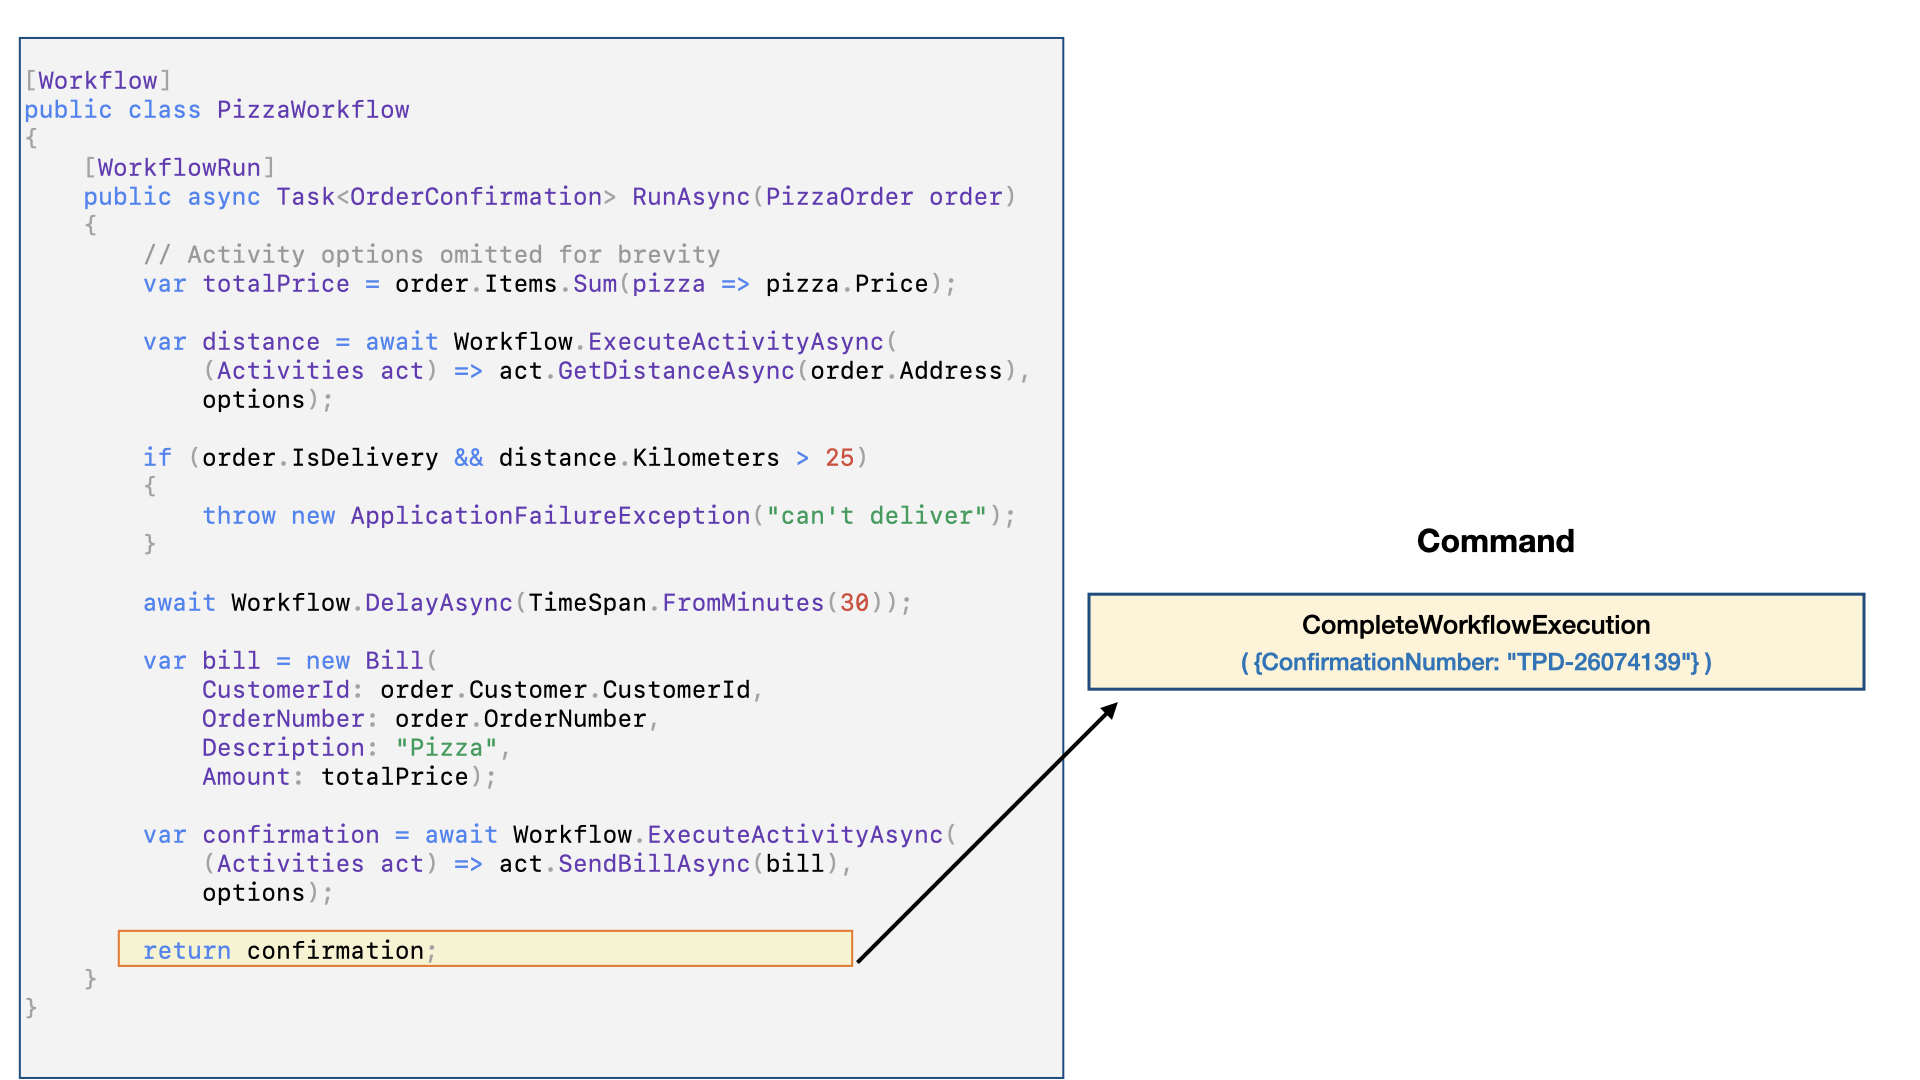 [Workflow]
public class PizzaWorkflow
{
    [WorkflowRun]
    public async Task<OrderConfirmation> RunAsync(PizzaOrder order)
    {
        // Activity options omitted for brevity
        var totalPrice = order.Items.Sum(pizza => pizza.Price);

        var distance = await Workflow.ExecuteActivityAsync(
            (Activities act) => act.GetDistanceAsync(order.Address),
            options);

        if (order.IsDelivery && distance.Kilometers > 25)
        {
            throw new ApplicationFailureException("can't deliver");
        }

        await Workflow.DelayAsync(TimeSpan.FromMinutes(30));

        var bill = new Bill(
            CustomerId: order.Customer.CustomerId,
            OrderNumber: order.OrderNumber,
            Description: "Pizza",
            Amount: totalPrice);

        var confirmation = await Workflow.ExecuteActivityAsync(
            (Activities act) => act.SendBillAsync(bill),
            options);

        return confirmation;
    }
}
Command
CompleteWorkflowExecution
( {ConfirmationNumber: "TPD-26074139"} )